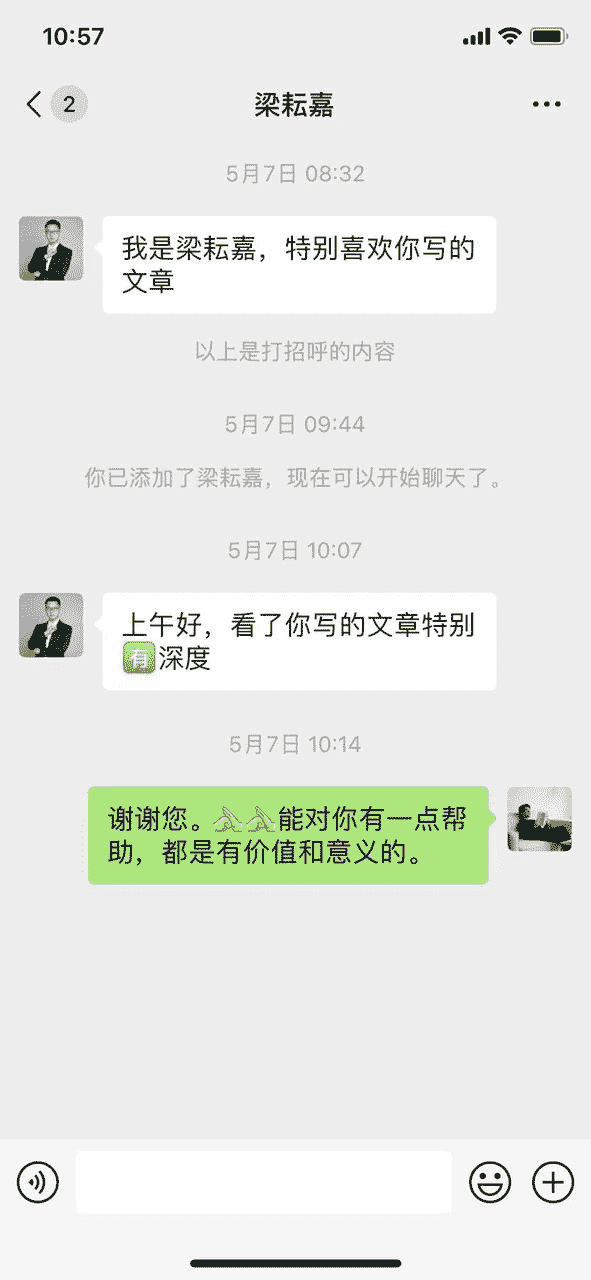 10:57
2
梁耘嘉
5月7日 08:32
我是梁耘嘉，特别喜欢你写的
文章
以上是打招呼的内容
5月7日 09:44
你已添加了梁耘嘉，现在可以开始聊天了。
5月7日 10:07
上午好，看了你写的文章特别
🈶深度
5月7日 10:14
谢谢您。🙏🙏能对你有一点帮
助，都是有价值和意义的。